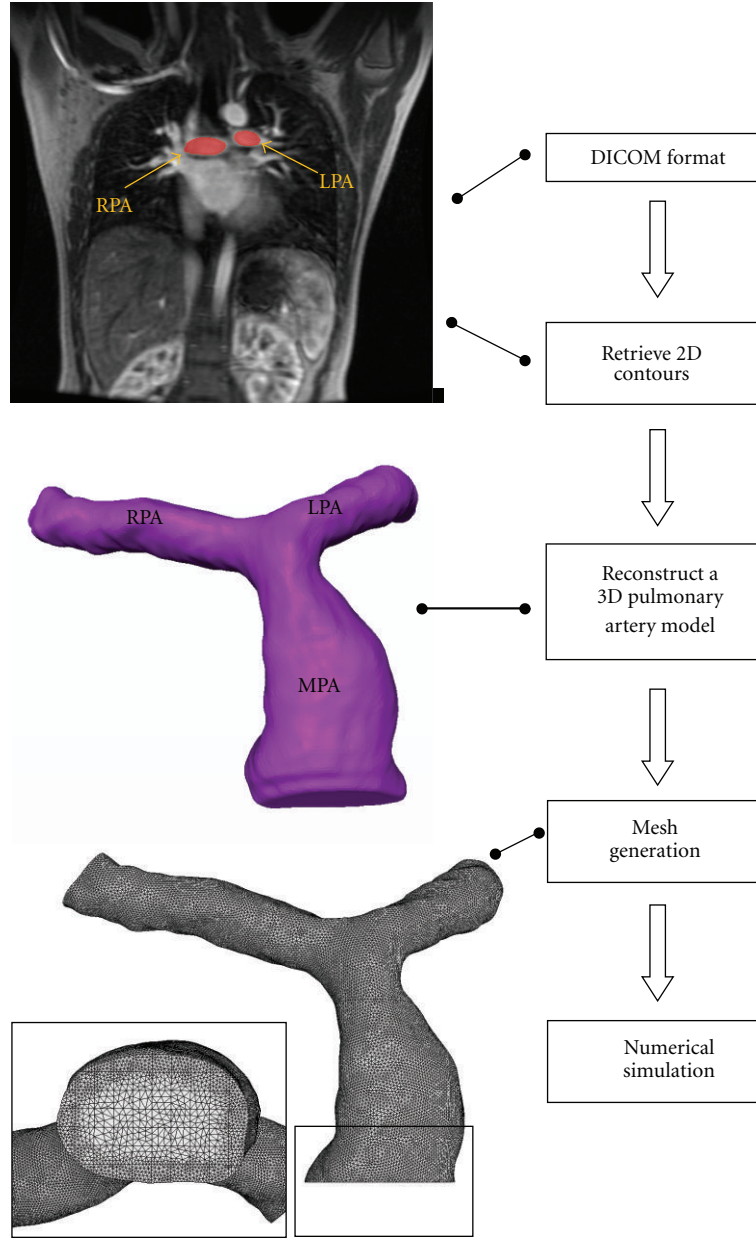 RPA
LPA
DICOM format
Retrieve 2D
contours
RPA
LPA
MPA
Reconstruct a
3D pulmonary
artery model
Mesh
generation
Numerical
simulation